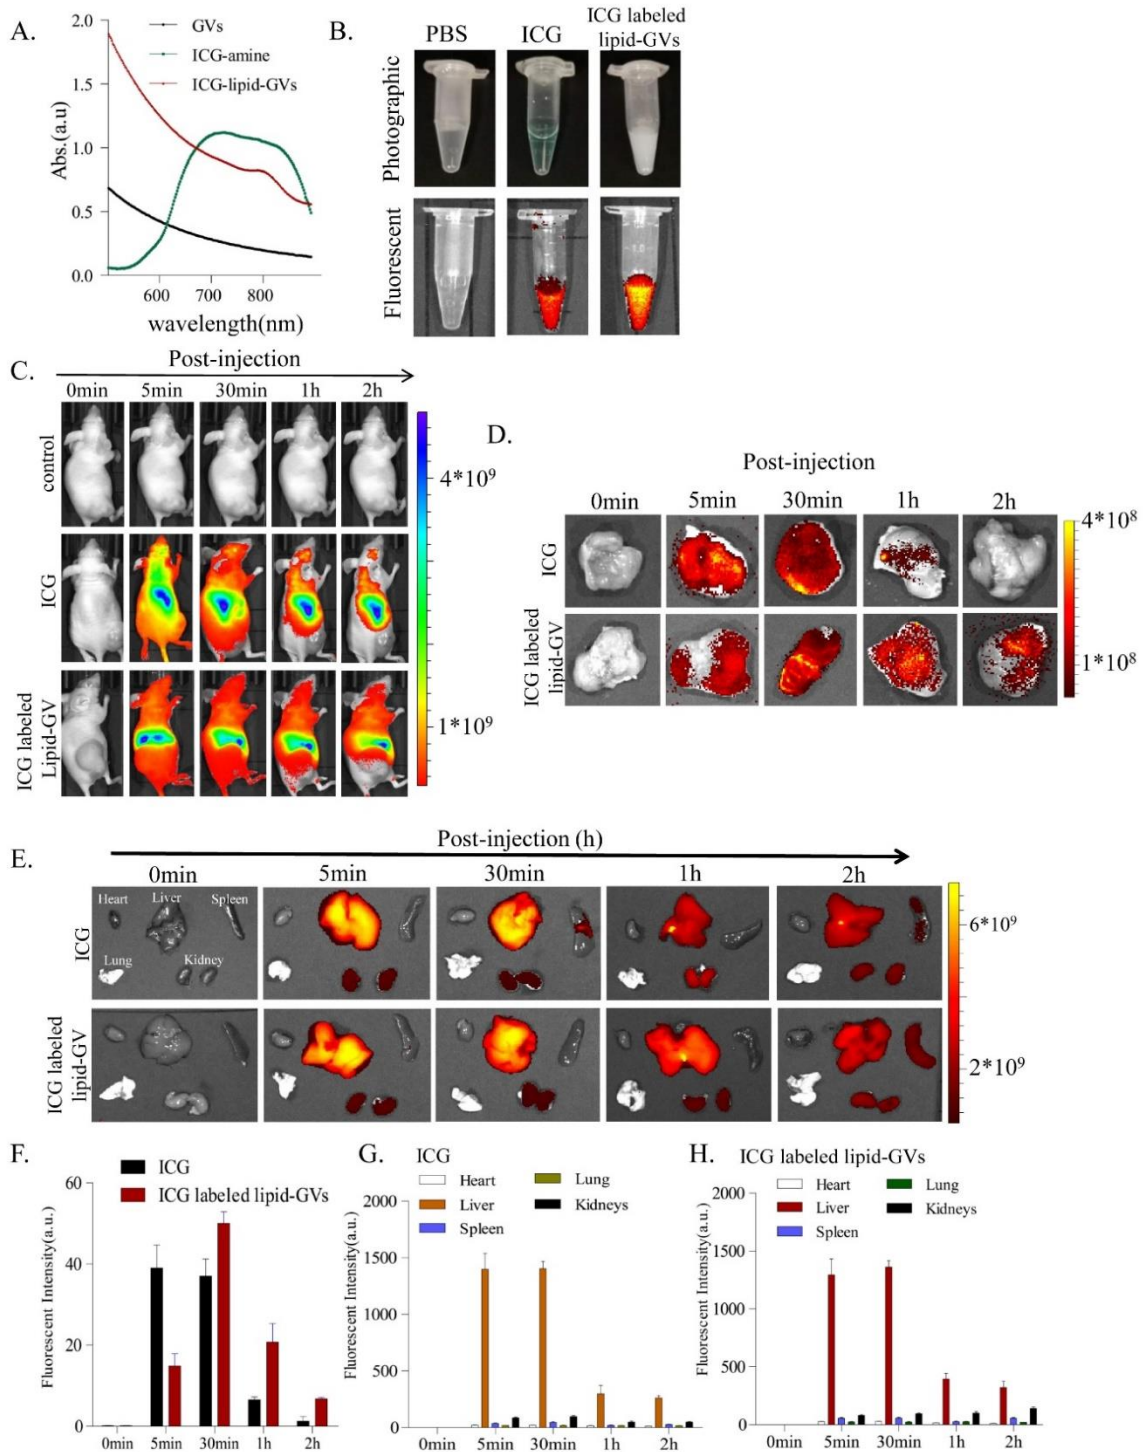 A.
2.0
1.5
1.0
0.5
0.0
Abs.(a.u)
GVs
ICG-amine
ICG-lipid-GVs
600 700 800
wavelength(nm)
B.
PBS ICG ICG labeled
lipid-GVs
Photographic
Fluorescent
C.
Post-injection
0min 5min 30min 1h 2h
control
ICG
ICG labeled
Lipid-GV
4*10⁹
1*10⁹
D.
Post-injection
0min 5min 30min 1h 2h
ICG
ICG labeled
lipid-GV
4*10⁸
1*10⁸
E.
Post-injection (h)
0min 5min 30min 1h 2h
Heart Liver Spleen
Lung Kidney
ICG
ICG labeled
lipid-GV
6*10⁹
2*10⁹
F.
ICG
ICG labeled lipid-GVs
Fluorescent Intensity(a.u.)
60
40
20
0
0min 5min 30min 1h 2h
G. ICG
Heart Lung
Liver Kidneys
Spleen
Fluorescent Intensity(a.u.)
2000
1500
1000
500
0
0min 5min 30min 1h 2h
H. ICG labeled lipid-GVs
Heart Lung
Liver Kidneys
Spleen
Fluorescent Intensity(a.u.)
2000
1500
1000
500
0
0min 5min 30min 1h 2h